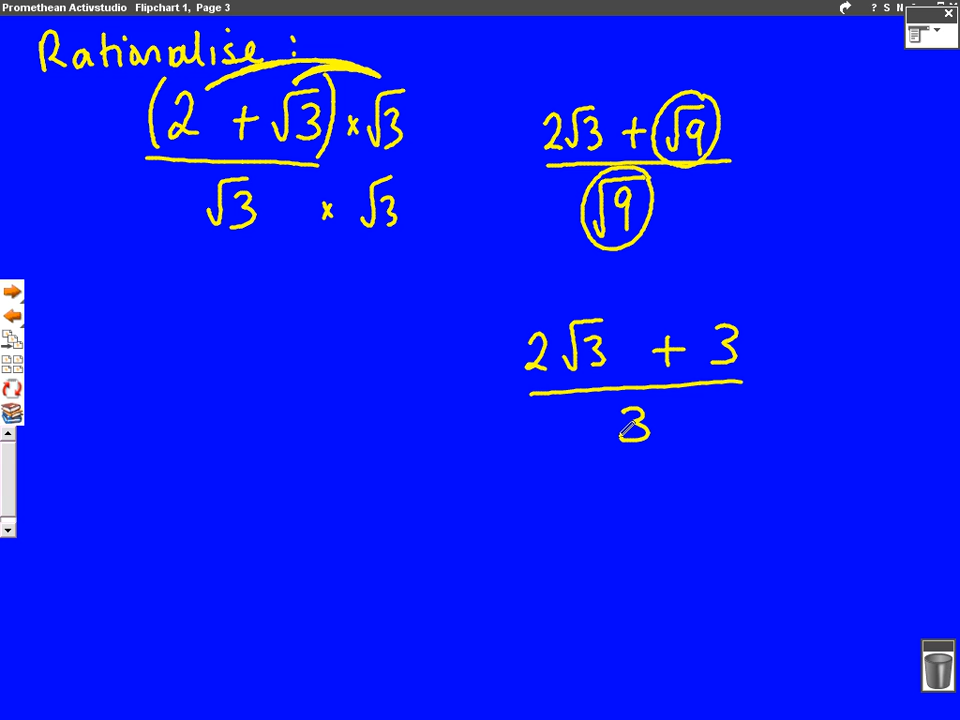 Promethean Activstudio Flipchart 1, Page 3
? S N
Rationalise :
(2 + √3) × √3
√3 × √3
2√3 + √9
√9
2√3 + 3
3